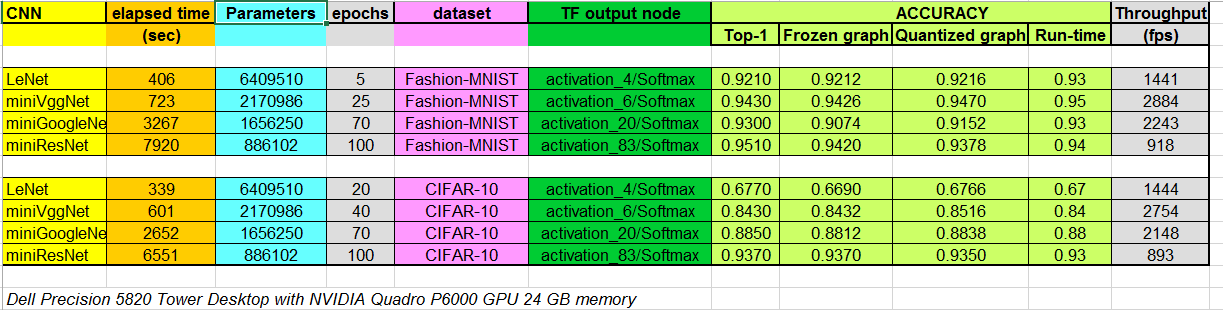 CNN elapsed time Parameters epochs dataset TF output node ACCURACY Throughput
(sec) Top-1 Frozen graph Quantized graph Run-time (fps)
LeNet 406 6409510 5 Fashion-MNIST activation_4/Softmax 0.9210 0.9212 0.9216 0.93 1441
miniVggNet 723 2170986 25 Fashion-MNIST activation_6/Softmax 0.9430 0.9426 0.9470 0.95 2884
miniGoogleNe 3267 1656250 70 Fashion-MNIST activation_20/Softmax 0.9300 0.9074 0.9152 0.93 2243
miniResNet 7920 886102 100 Fashion-MNIST activation_83/Softmax 0.9510 0.9420 0.9378 0.94 918
LeNet 339 6409510 20 CIFAR-10 activation_4/Softmax 0.6770 0.6690 0.6766 0.67 1444
miniVggNet 601 2170986 40 CIFAR-10 activation_6/Softmax 0.8430 0.8432 0.8516 0.84 2754
miniGoogleNe 2652 1656250 70 CIFAR-10 activation_20/Softmax 0.8850 0.8812 0.8838 0.88 2148
miniResNet 6551 886102 100 CIFAR-10 activation_83/Softmax 0.9370 0.9370 0.9350 0.93 893
Dell Precision 5820 Tower Desktop with NVIDIA Quadro P6000 GPU 24 GB memory